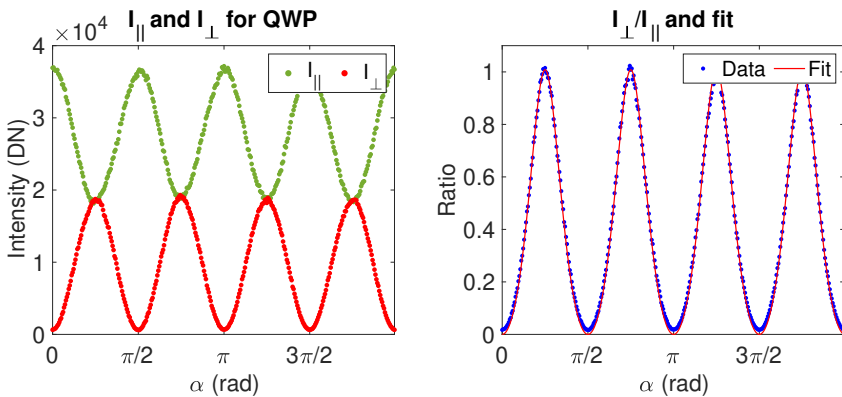 I∥ and I⊥ for QWP
×10⁴
4
3
2
1
0
Intensity (DN)
I∥ I⊥
0 π/2 π 3π/2
α (rad)
I⊥/I∥ and fit
1
0.8
0.6
0.4
0.2
0
Ratio
Data Fit
0 π/2 π 3π/2
α (rad)